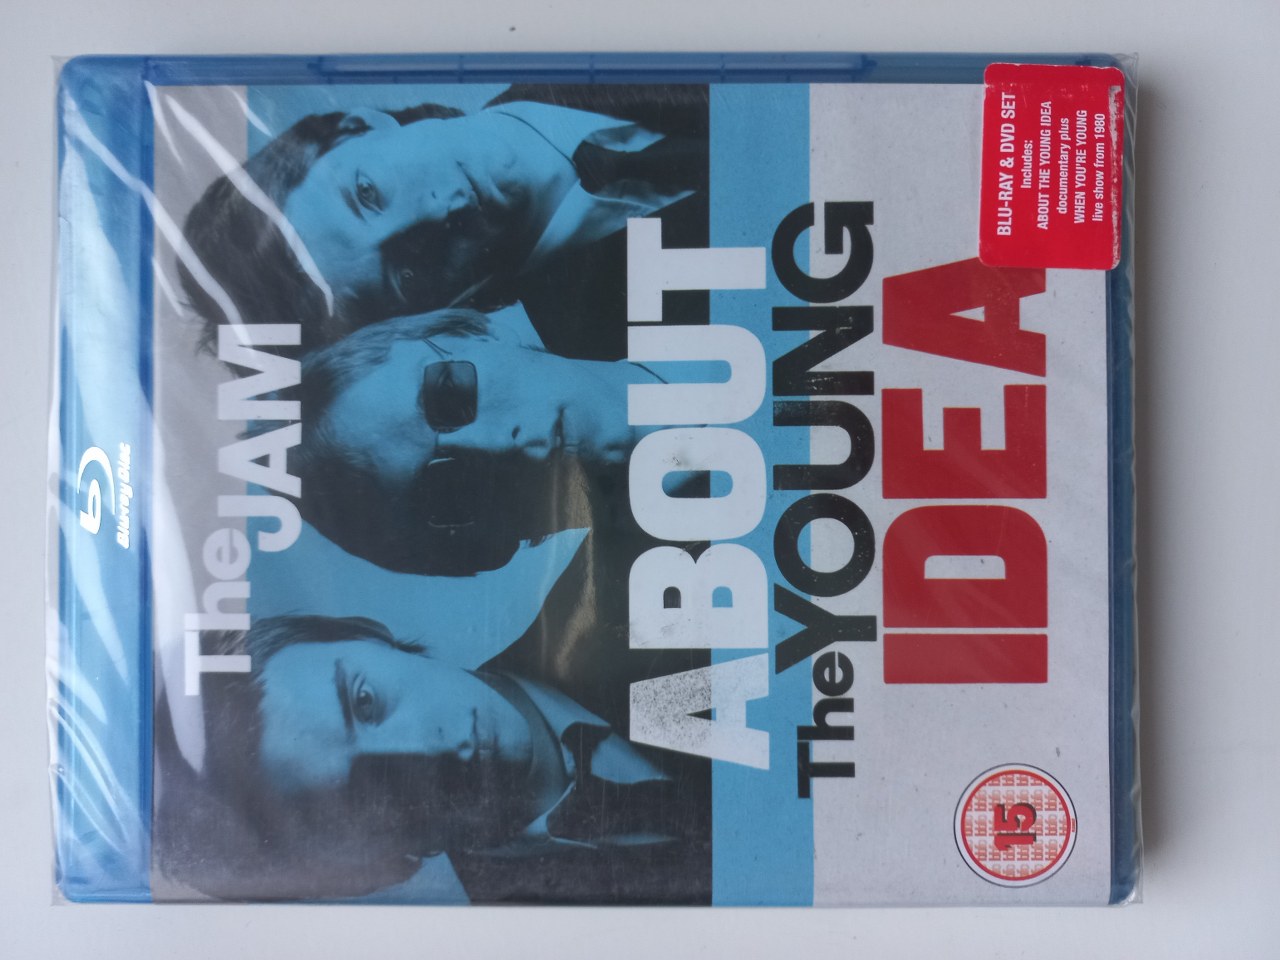 Blu-ray Disc
The JAM
ABOUT
The YOUNG
IDEA
BLU-RAY & DVD SET
Includes:
ABOUT THE YOUNG IDEA
documentary plus
WHEN YOU'RE YOUNG
live show from 1980
15